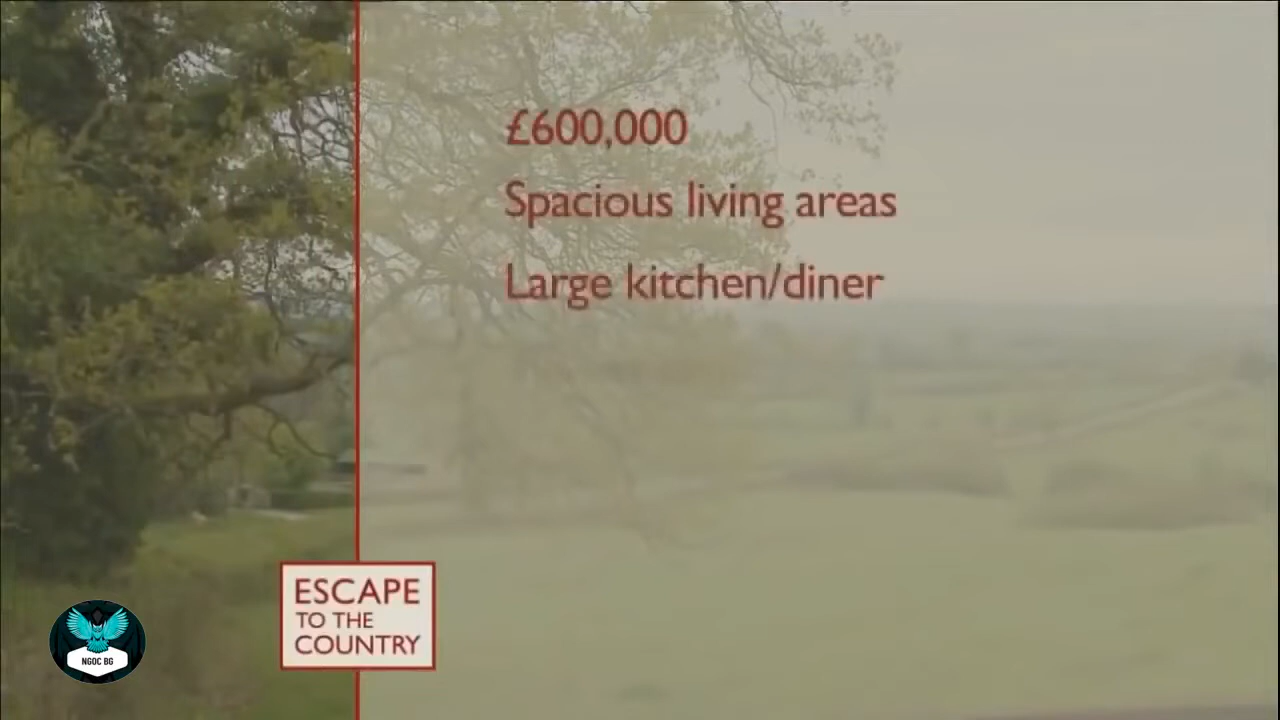 £600,000
Spacious living areas
Large kitchen/diner
ESCAPE
TO THE
COUNTRY
NGOC BG